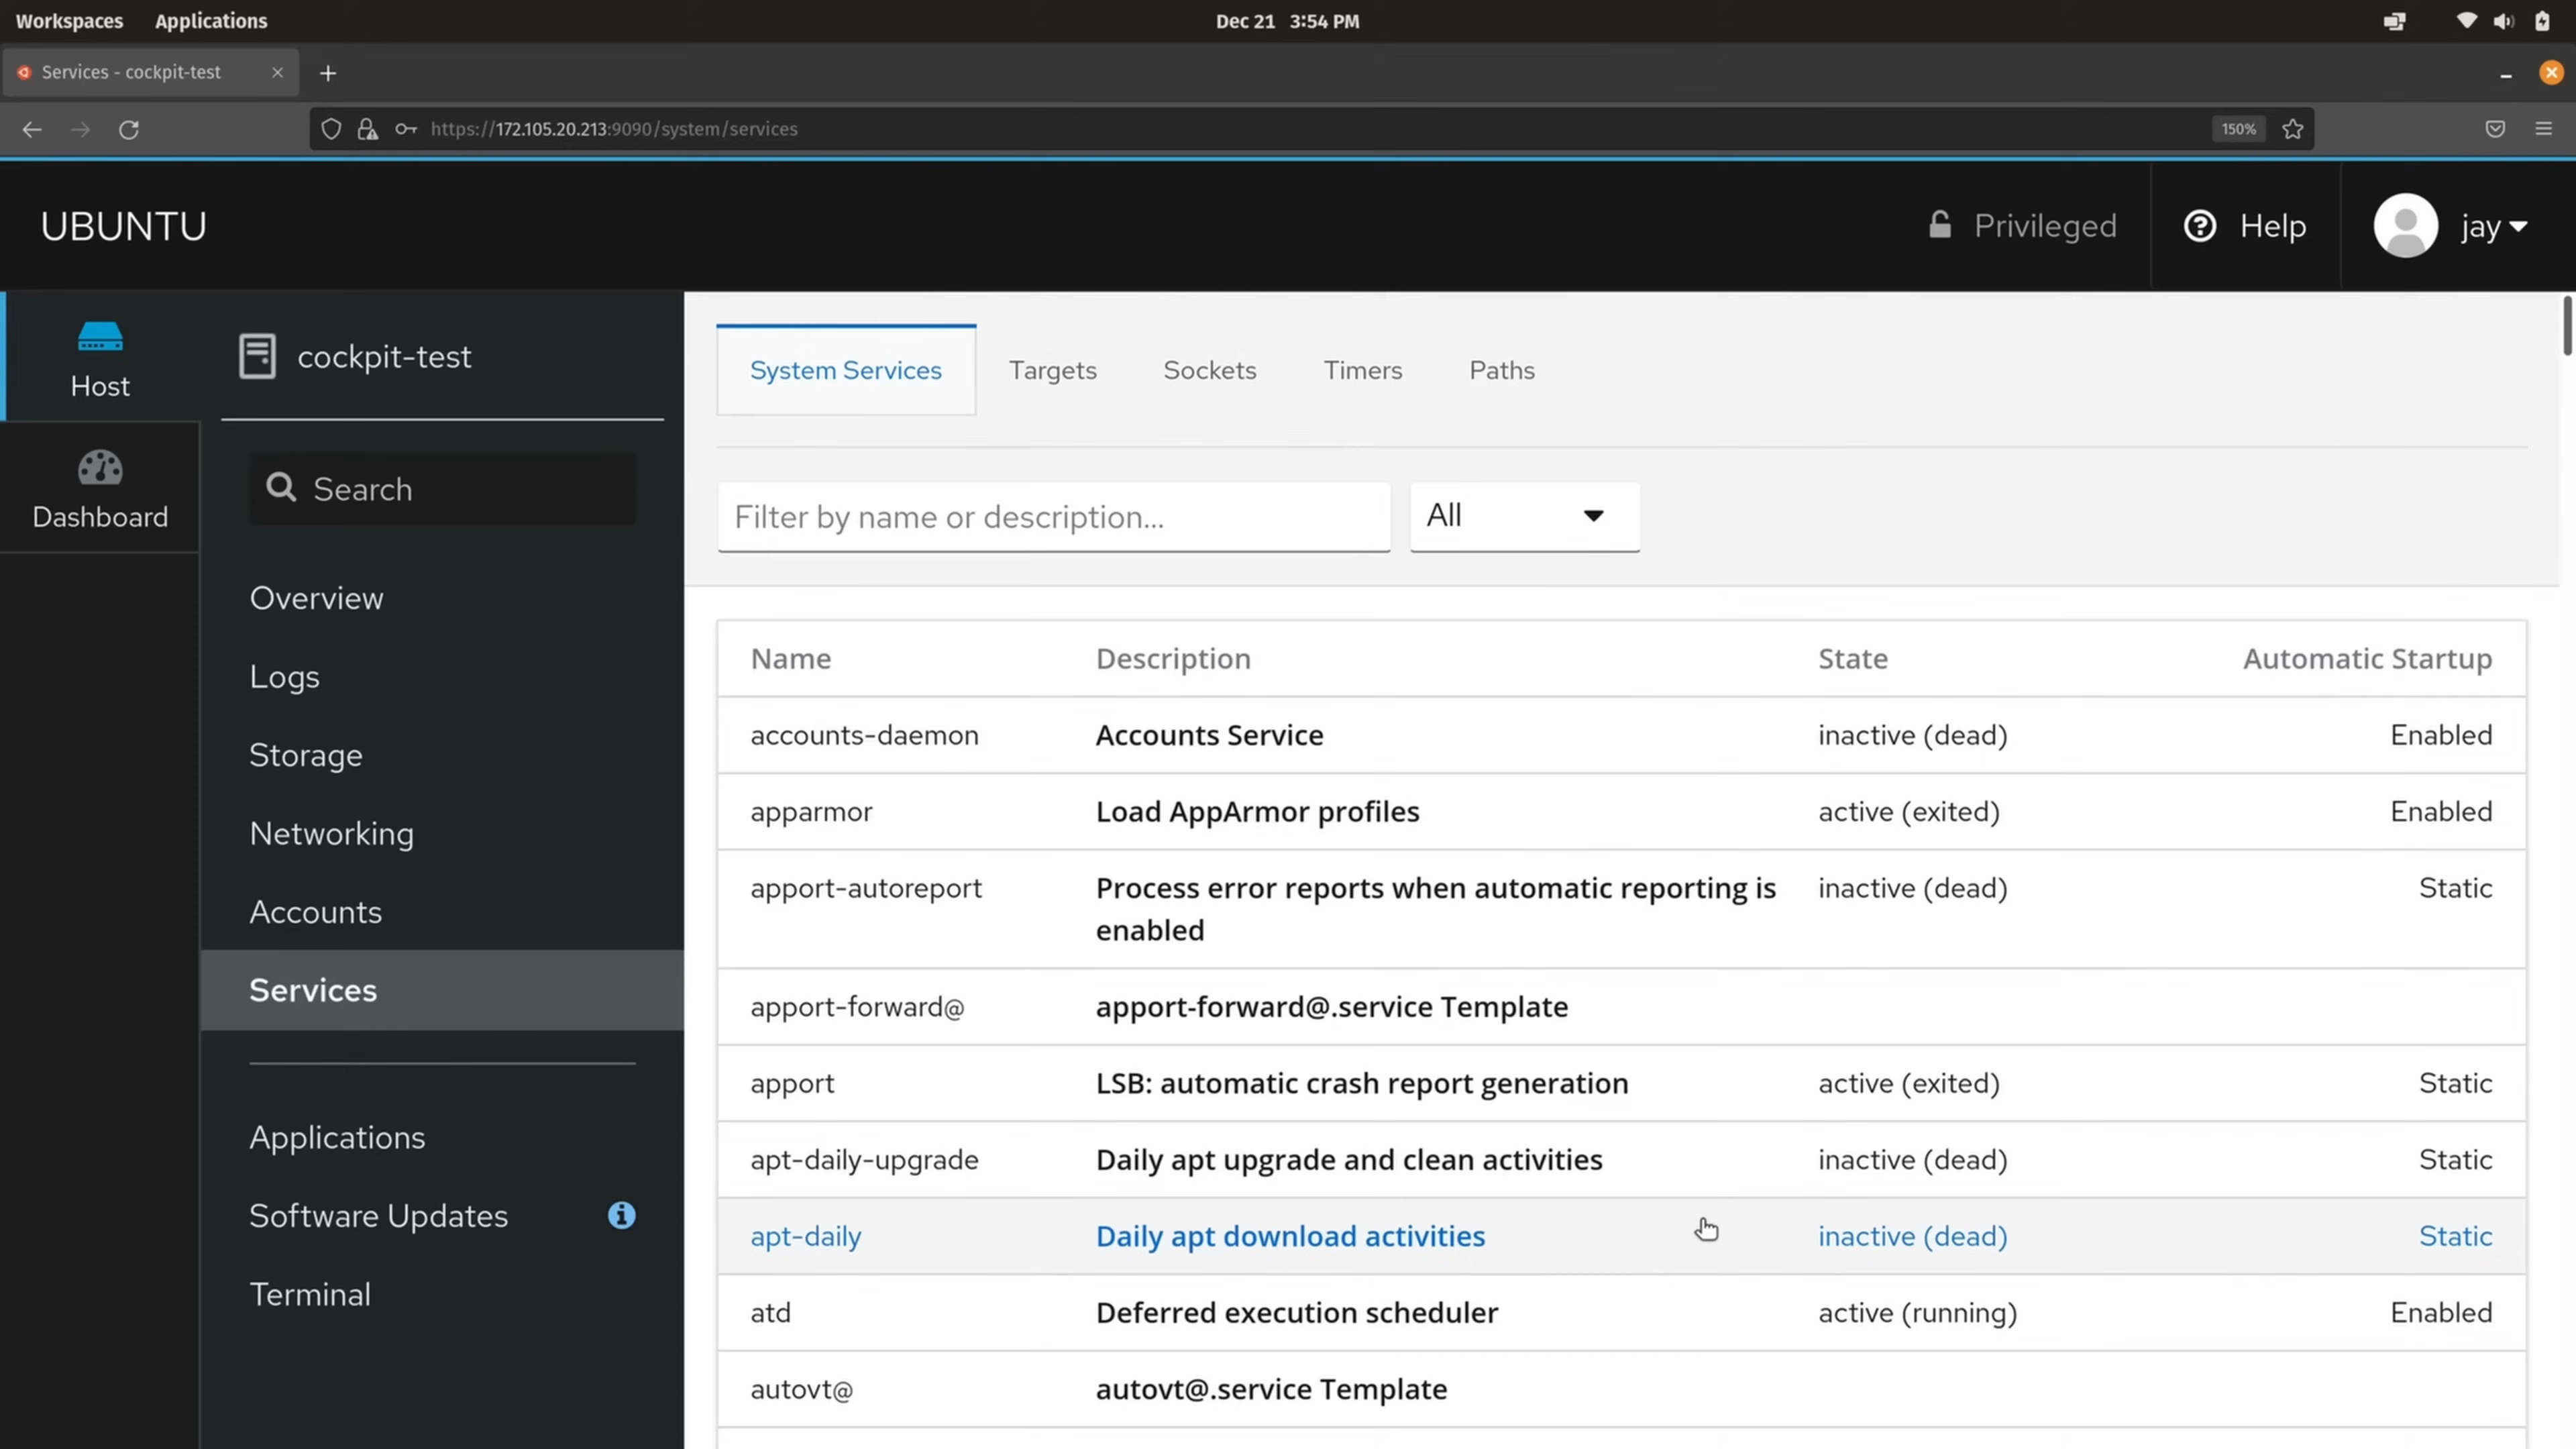 Workspaces Applications Dec 21 3:54 PM
Services - cockpit-test
https://172.105.20.213:9090/system/services 150%
UBUNTU Privileged Help jay
Host
Dashboard
cockpit-test
Search
Overview
Logs
Storage
Networking
Accounts
Services
Applications
Software Updates
Terminal
System Services Targets Sockets Timers Paths
Filter by name or description... All
Name Description State Automatic Startup
accounts-daemon Accounts Service inactive (dead) Enabled
apparmor Load AppArmor profiles active (exited) Enabled
apport-autoreport Process error reports when automatic reporting is inactive (dead) Static
enabled
apport-forward@ apport-forward@.service Template
apport LSB: automatic crash report generation active (exited) Static
apt-daily-upgrade Daily apt upgrade and clean activities inactive (dead) Static
apt-daily Daily apt download activities inactive (dead) Static
atd Deferred execution scheduler active (running) Enabled
autovt@ autovt@.service Template